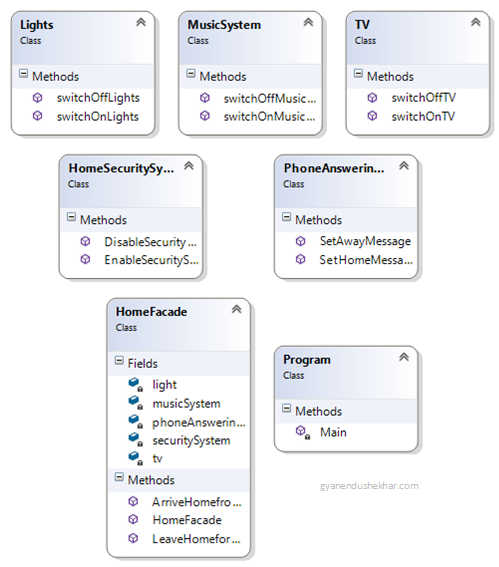 Lights
Class
Methods
switchOffLights
switchOnLights
MusicSystem
Class
Methods
switchOffMusic...
switchOnMusic...
TV
Class
Methods
switchOffTV
switchOnTV
HomeSecuritySy...
Class
Methods
DisableSecurity...
EnableSecurityS...
PhoneAnswerin...
Class
Methods
SetAwayMessage
SetHomeMessa...
HomeFacade
Class
Fields
light
musicSystem
phoneAnswerin...
securitySystem
tv
Methods
ArriveHomefro...
HomeFacade
LeaveHomefor...
Program
Class
Methods
Main
gyanendushekhar.com